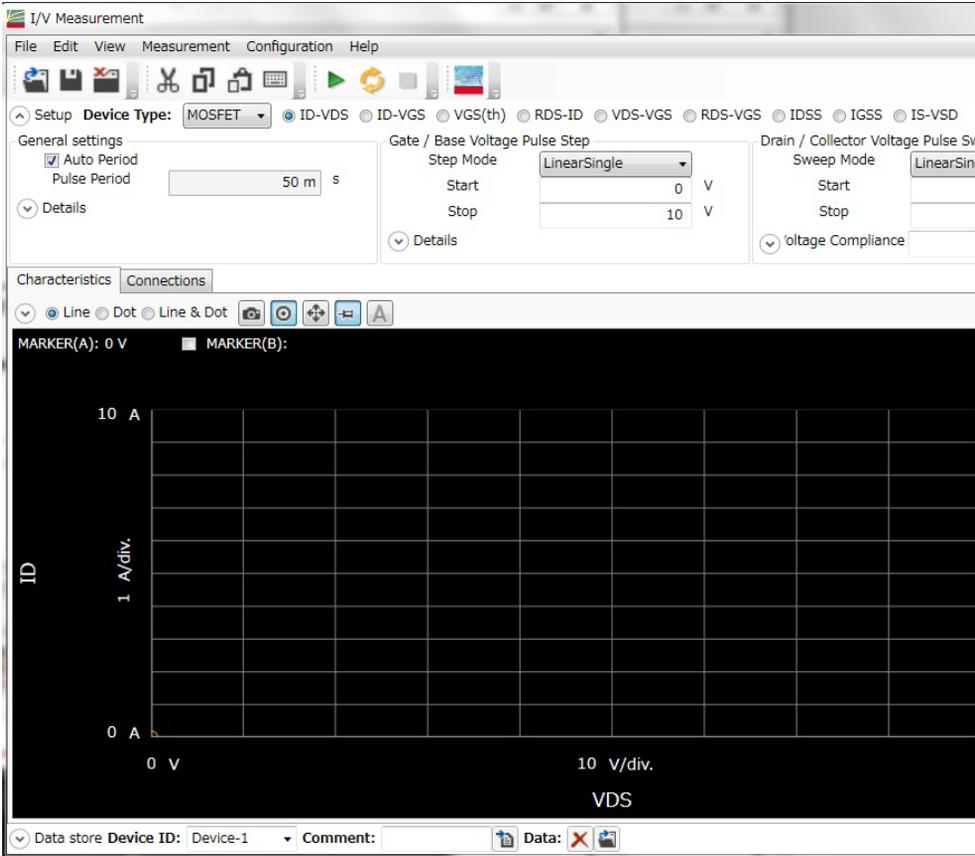 I/V Measurement
File Edit View Measurement Configuration Help
Setup Device Type: MOSFET ID-VDS ID-VGS VGS(th) RDS-ID VDS-VGS RDS-VGS IDSS IGSS IS-VSD
General settings
Auto Period
Pulse Period 50 m s
Details
Gate / Base Voltage Pulse Step
Step Mode LinearSingle
Start 0 V
Stop 10 V
Details
Drain / Collector Voltage Pulse Sw
Sweep Mode LinearSin
Start
Stop
'oltage Compliance
Characteristics Connections
Line Dot Line & Dot A
MARKER(A): 0 V MARKER(B):
10 A
ID
1 A/div.
0 A
0 V 10 V/div.
VDS
Data store Device ID: Device-1 Comment: Data: